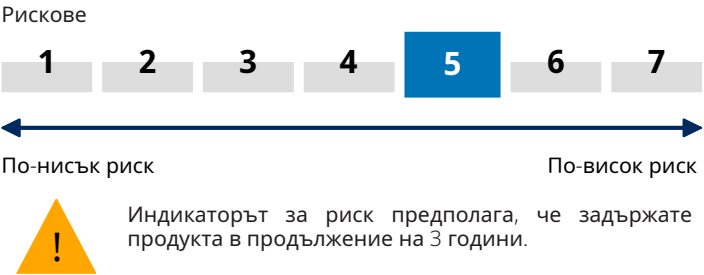 Рискове
1 2 3 4 5 6 7
По-нисък риск По-висок риск
! Индикаторът за риск предполага, че задържате
продукта в продължение на 3 години.